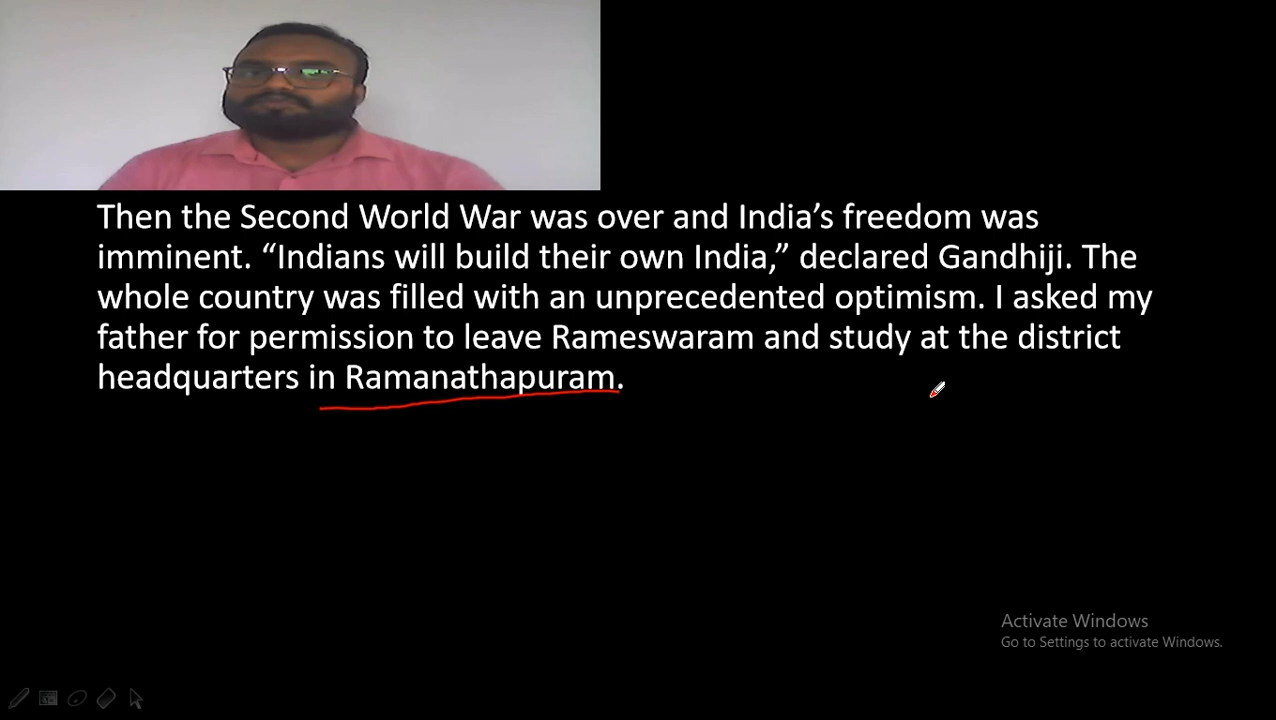 Then the Second World War was over and India’s freedom was
imminent. “Indians will build their own India,” declared Gandhiji. The
whole country was filled with an unprecedented optimism. I asked my
father for permission to leave Rameswaram and study at the district
headquarters in Ramanathapuram.
Activate Windows
Go to Settings to activate Windows.